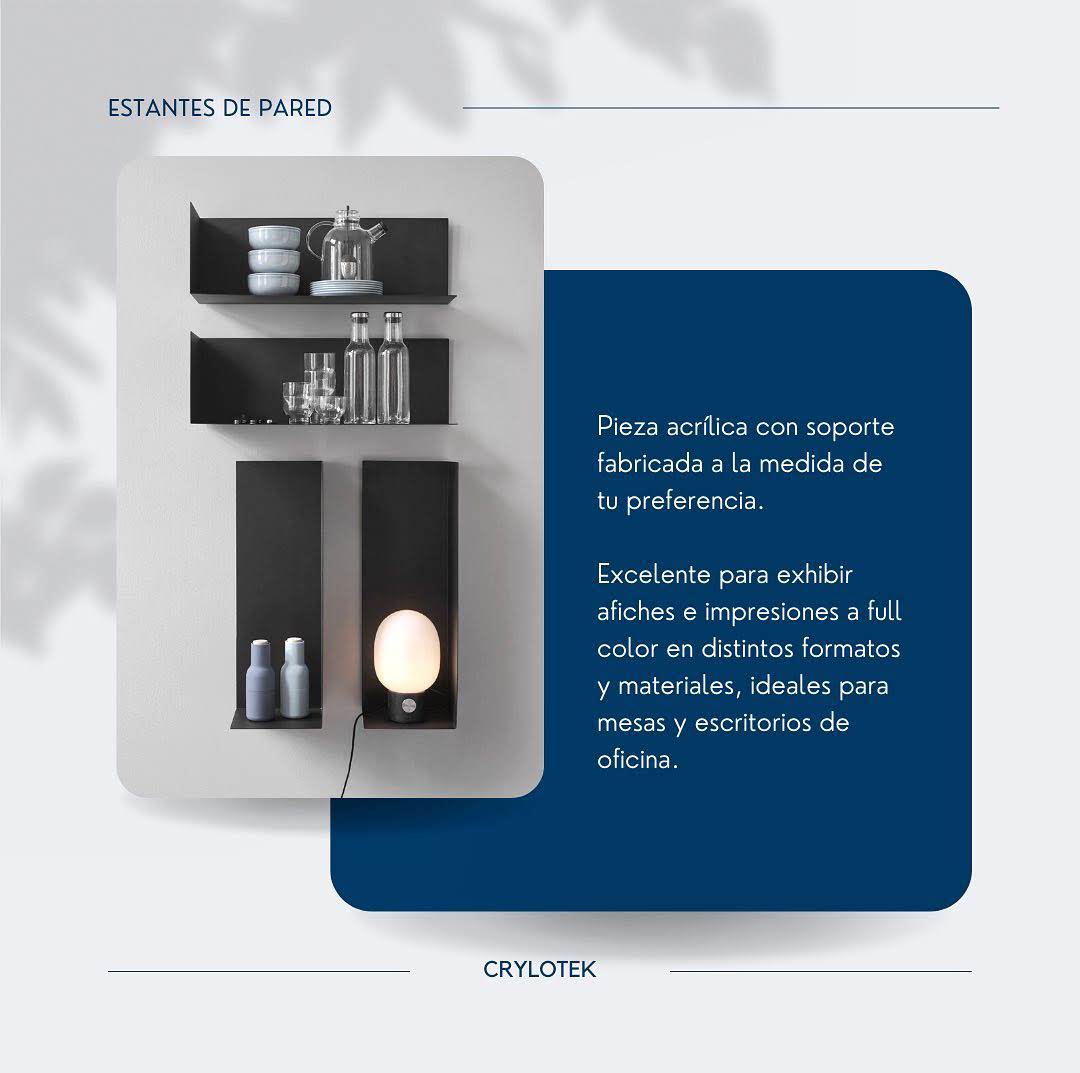 ESTANTES DE PARED
Pieza acrílica con soporte
fabricada a la medida de
tu preferencia.
Excelente para exhibir
afiches e impresiones a full
color en distintos formatos
y materiales, ideales para
mesas y escritorios de
oficina.
CRYLOTEK